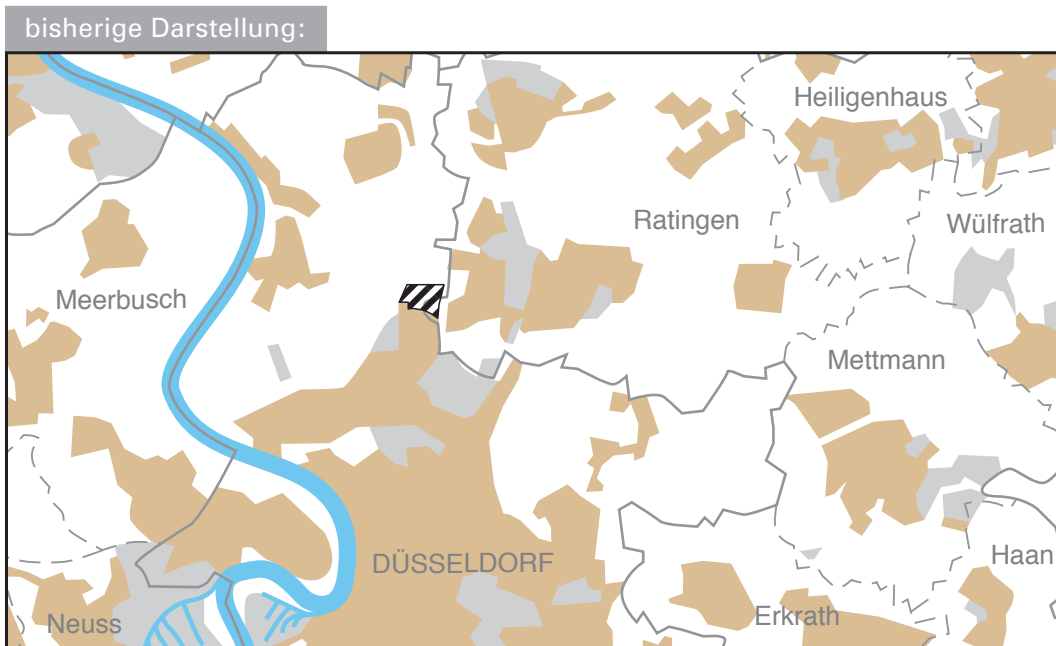 bisherige Darstellung:
Heiligenhaus
Ratingen
Wülfrath
Meerbusch
Mettmann
DÜSSELDORF
Haan
Neuss
Erkrath